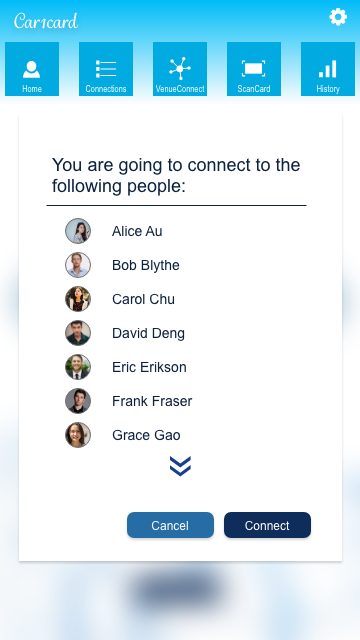 Car1card
Home
Connections
VenueConnect
ScanCard
History
You are going to connect to the
following people:
Alice Au
Bob Blythe
Carol Chu
David Deng
Eric Erikson
Frank Fraser
Grace Gao
Cancel
Connect